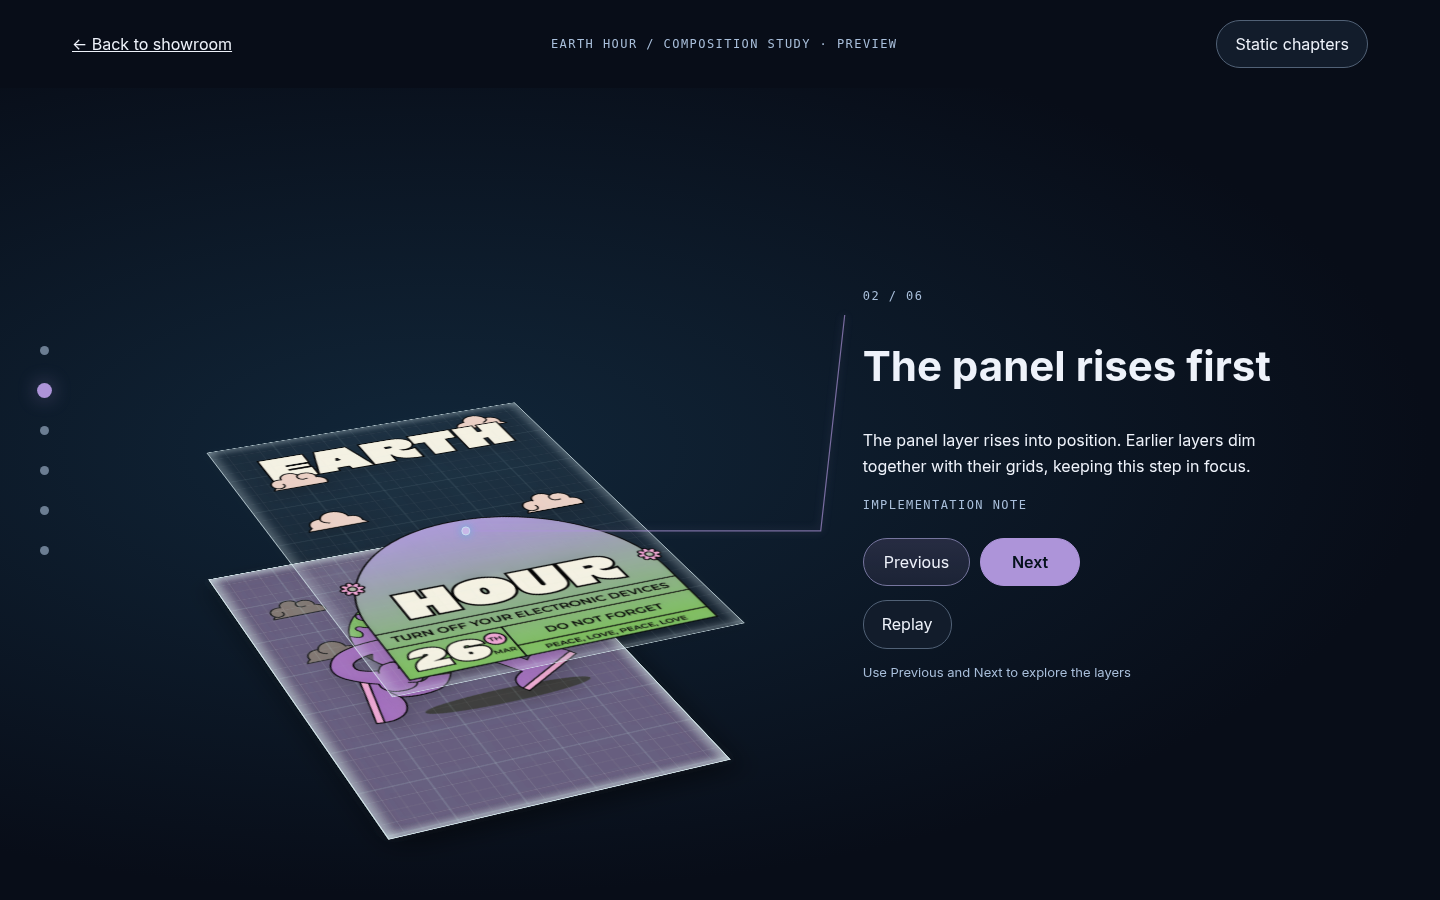 ← Back to showroom
EARTH HOUR / COMPOSITION STUDY · PREVIEW
Static chapters
EARTH
HOUR
TURN OFF YOUR ELECTRONIC DEVICES
26TH MAR
DO NOT FORGET
PEACE, LOVE, PEACE, LOVE
02 / 06
The panel rises first
The panel layer rises into position. Earlier layers dim
together with their grids, keeping this step in focus.
IMPLEMENTATION NOTE
Previous
Next
Replay
Use Previous and Next to explore the layers